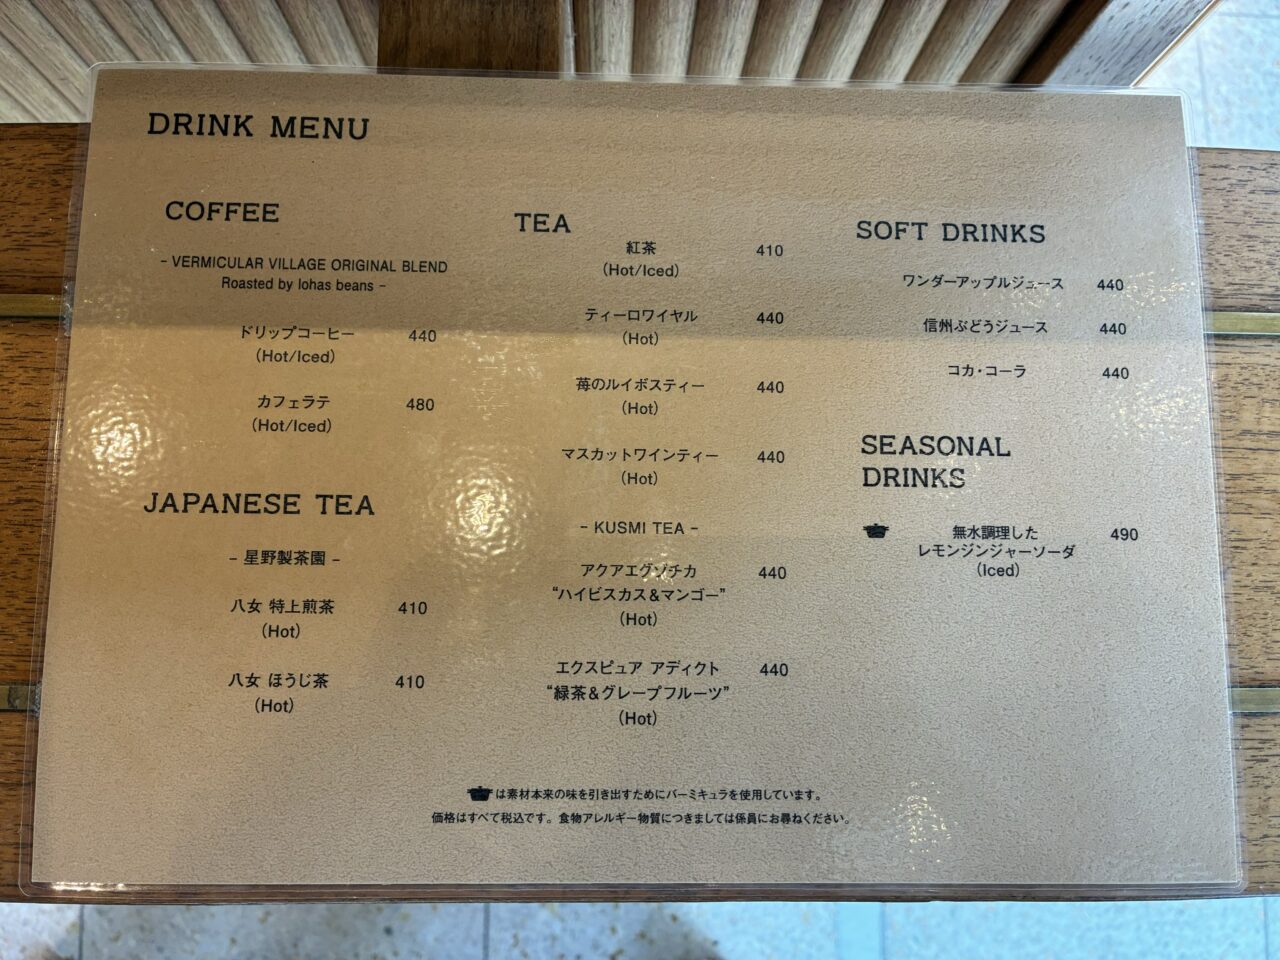 DRINK MENU
COFFEE
- VERMICULAR VILLAGE ORIGINAL BLEND
Roasted by lohas beans -
ドリップコーヒー 440
(Hot/Iced)
カフェラテ 480
(Hot/Iced)
JAPANESE TEA
- 星野製茶園 -
八女 特上煎茶 410
(Hot)
八女 ほうじ茶 410
(Hot)
TEA
紅茶 410
(Hot/Iced)
ティーロワイヤル 440
(Hot)
苺のルイボスティー 440
(Hot)
マスカットワインティー 440
(Hot)
- KUSMI TEA -
アクアエグゾチカ 440
“ハイビスカス&マンゴー”
(Hot)
エクスピュア アディクト 440
“緑茶&グレープフルーツ”
(Hot)
SOFT DRINKS
ワンダーアップルジュース 440
信州ぶどうジュース 440
コカ・コーラ 440
SEASONAL
DRINKS
無水調理した 490
レモンジンジャーソーダ
(Iced)
は素材本来の味を引き出すためにバーミキュラを使用しています。
価格はすべて税込です。食物アレルギー物質につきましては係員にお尋ねください。